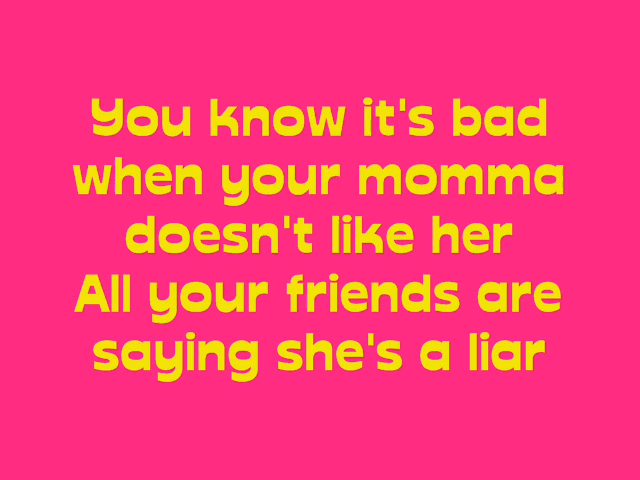 You know it's bad
when your momma
doesn't like her
All your friends are
saying she's a liar